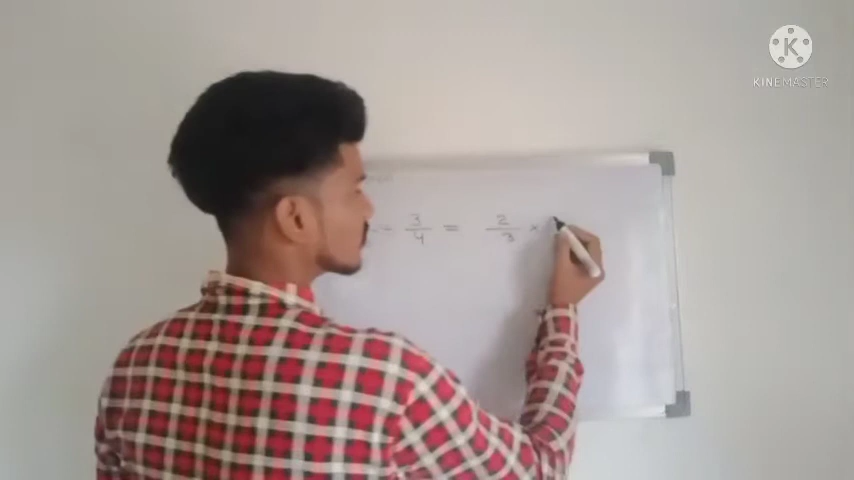 K
KINEMASTER
- 3/4 = 2/3 ×